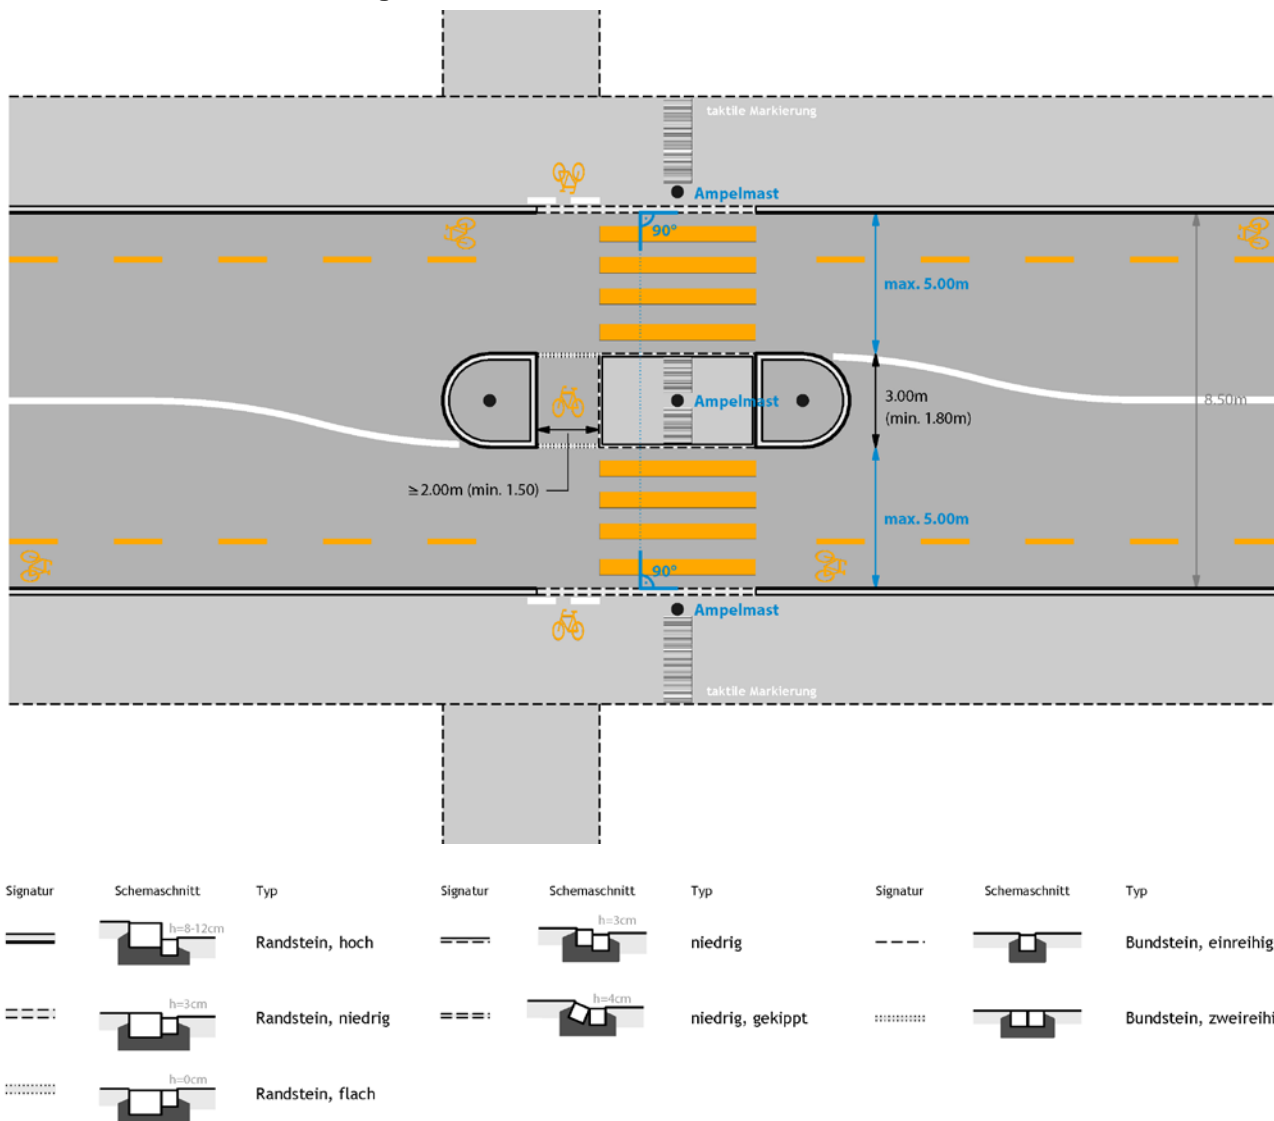 taktile Markierung
Ampelmast
90°
max. 5.00m
Ampelmast
3.00m
(min. 1.80m)
8.50m
≥2.00m (min. 1.50)
max. 5.00m
90°
Ampelmast
taktile Markierung
Signatur Schemaschnitt Typ Signatur Schemaschnitt Typ Signatur Schemaschnitt Typ
h=8-12cm Randstein, hoch h=3cm niedrig Bundstein, einreihig
h=3cm Randstein, niedrig h=4cm niedrig, gekippt Bundstein, zweireihi
h=0cm Randstein, flach